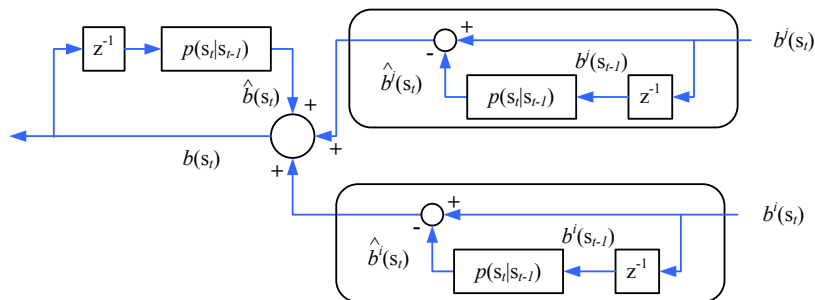 z⁻¹
p(sₜ|sₜ₋₁)
b̂(sₜ)
+
+
+
b(sₜ)
+
-
bʲ(sₜ)
b̂ʲ(sₜ)
bʲ(sₜ₋₁)
p(sₜ|sₜ₋₁)
z⁻¹
+
-
bⁱ(sₜ)
b̂ⁱ(sₜ)
bⁱ(sₜ₋₁)
p(sₜ|sₜ₋₁)
z⁻¹